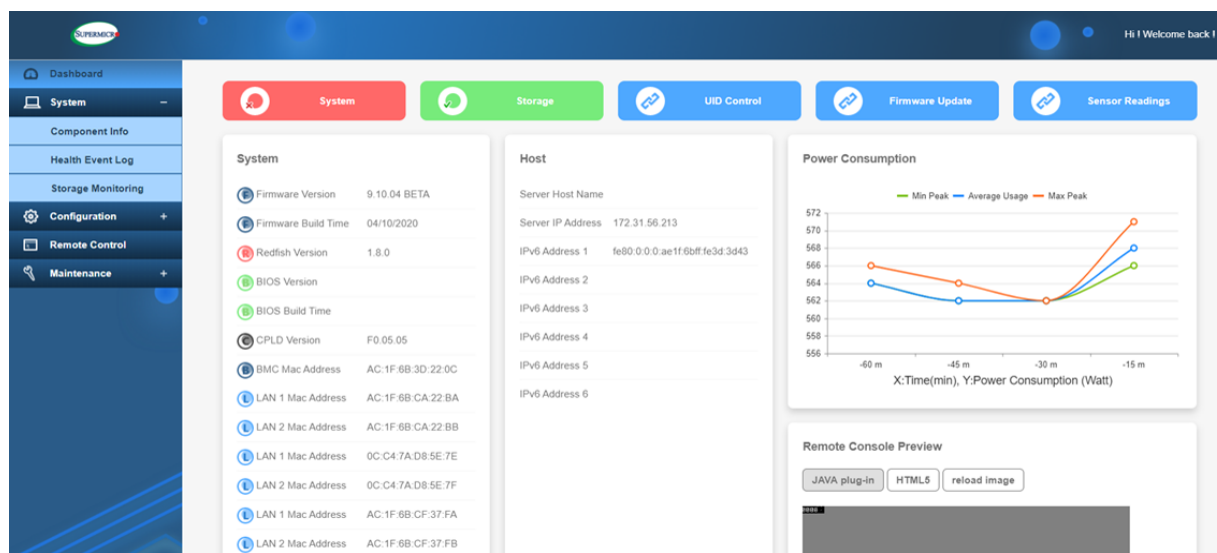 SUPERMICR
Hi ! Welcome back !
Dashboard
System −
Component Info
Health Event Log
Storage Monitoring
Configuration +
Remote Control
Maintenance +
System
Storage
UID Control
Firmware Update
Sensor Readings
System
Firmware Version 9.10.04 BETA
Firmware Build Time 04/10/2020
Redfish Version 1.8.0
BIOS Version
BIOS Build Time
CPLD Version F0.05.05
BMC Mac Address AC:1F:6B:3D:22:0C
LAN 1 Mac Address AC:1F:6B:CA:22:BA
LAN 2 Mac Address AC:1F:6B:CA:22:BB
LAN 1 Mac Address 0C:C4:7A:D8:5E:7E
LAN 2 Mac Address 0C:C4:7A:D8:5E:7F
LAN 1 Mac Address AC:1F:6B:CF:37:FA
LAN 2 Mac Address AC:1F:6B:CF:37:FB
Host
Server Host Name
Server IP Address 172.31.56.213
IPv6 Address 1 fe80:0:0:0:ae1f:6bff:fe3d:3d43
IPv6 Address 2
IPv6 Address 3
IPv6 Address 4
IPv6 Address 5
IPv6 Address 6
Power Consumption
Min Peak Average Usage Max Peak
572
570
568
566
564
562
560
558
556
-60 m -45 m -30 m -15 m
X:Time(min), Y:Power Consumption (Watt)
Remote Console Preview
JAVA plug-in HTML5 reload image